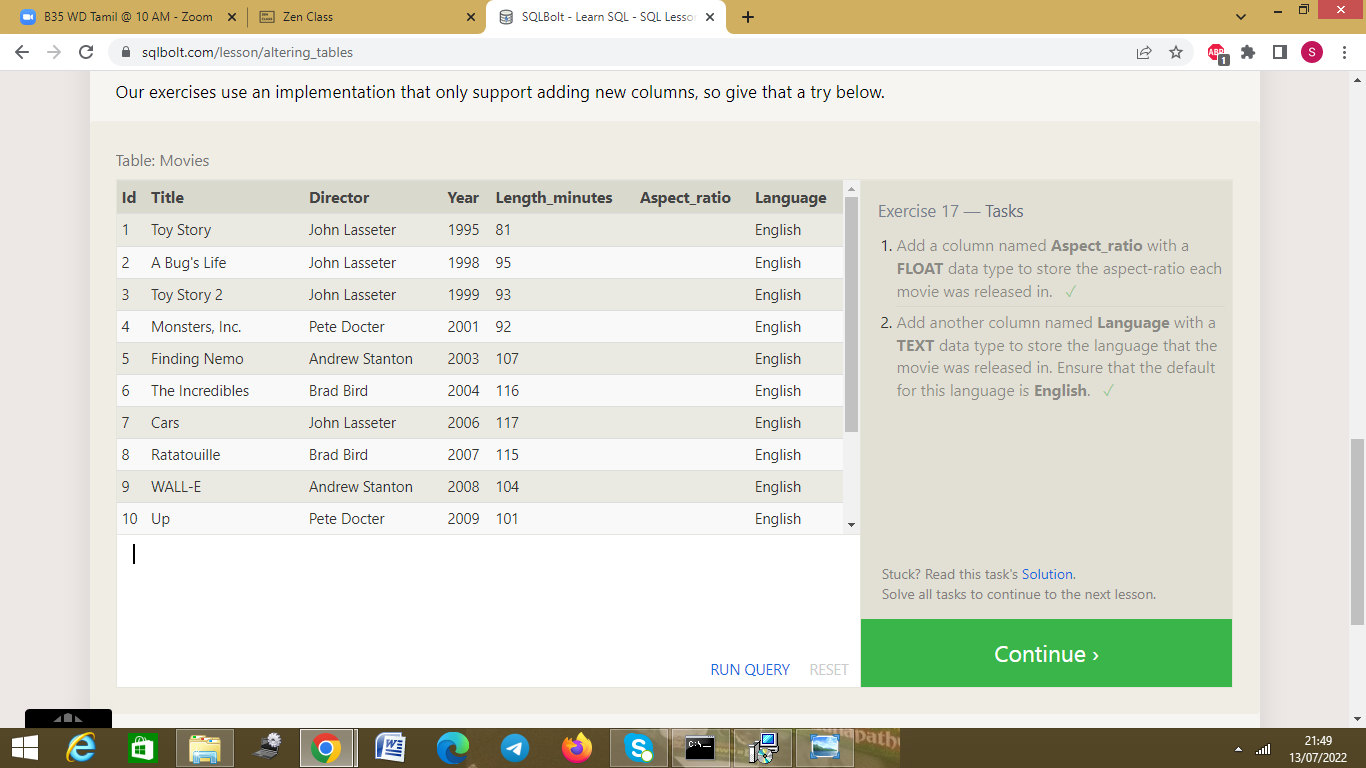 B35 WD Tamil @ 10 AM - Zoom
Zen Class
SQLBolt - Learn SQL - SQL Lesso
sqlbolt.com/lesson/altering_tables
ABP
1
S
Our exercises use an implementation that only support adding new columns, so give that a try below.
Table: Movies
Id Title Director Year Length_minutes Aspect_ratio Language
1 Toy Story John Lasseter 1995 81 English
2 A Bug's Life John Lasseter 1998 95 English
3 Toy Story 2 John Lasseter 1999 93 English
4 Monsters, Inc. Pete Docter 2001 92 English
5 Finding Nemo Andrew Stanton 2003 107 English
6 The Incredibles Brad Bird 2004 116 English
7 Cars John Lasseter 2006 117 English
8 Ratatouille Brad Bird 2007 115 English
9 WALL-E Andrew Stanton 2008 104 English
10 Up Pete Docter 2009 101 English
RUN QUERY RESET
Exercise 17 — Tasks
1. Add a column named Aspect_ratio with a
FLOAT data type to store the aspect-ratio each
movie was released in. ✓
2. Add another column named Language with a
TEXT data type to store the language that the
movie was released in. Ensure that the default
for this language is English. ✓
Stuck? Read this task's Solution.
Solve all tasks to continue to the next lesson.
Continue ›
21:49
13/07/2022